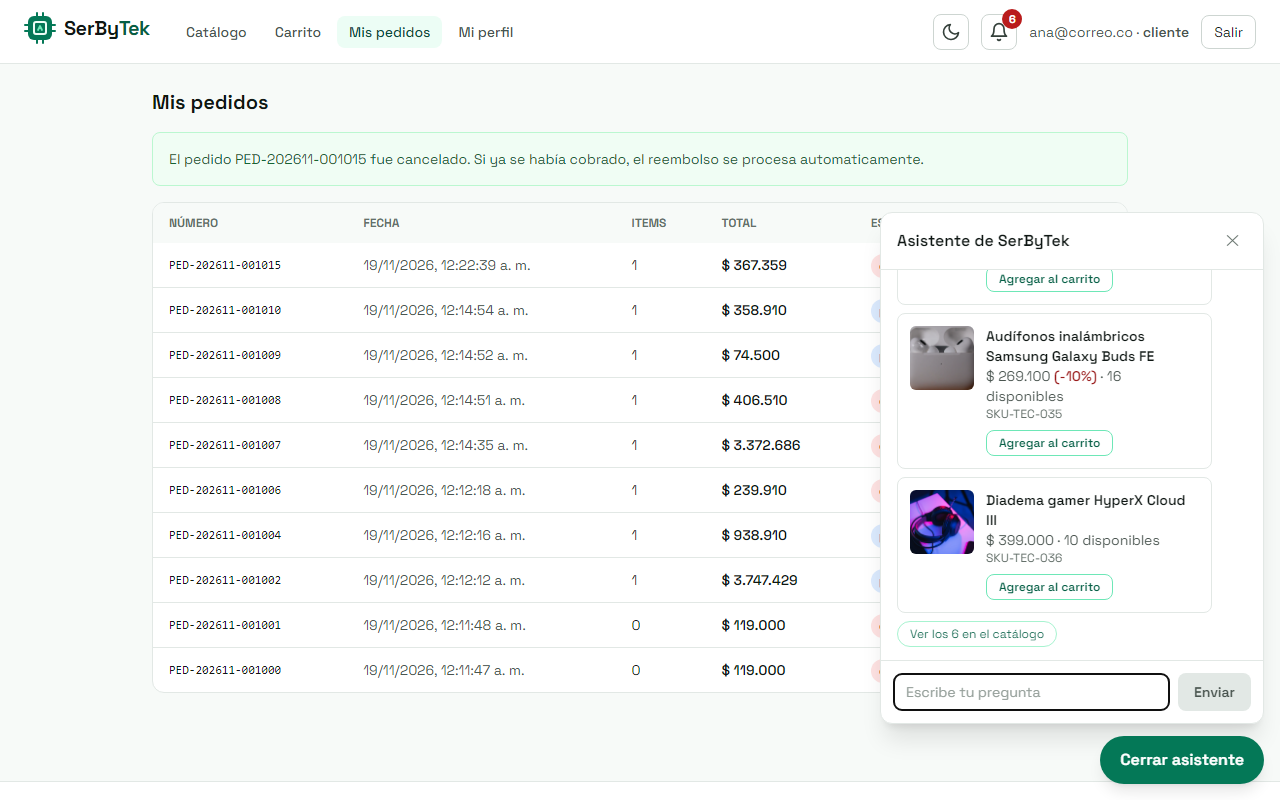 SerByTek
Catálogo
Carrito
Mis pedidos
Mi perfil
6
ana@correo.co · cliente
Salir
Mis pedidos
El pedido PED-202611-001015 fue cancelado. Si ya se había cobrado, el reembolso se procesa automaticamente.
NÚMERO FECHA ITEMS TOTAL
PED-202611-001015 19/11/2026, 12:22:39 a. m. 1 $ 367.359
PED-202611-001010 19/11/2026, 12:14:54 a. m. 1 $ 358.910
PED-202611-001009 19/11/2026, 12:14:52 a. m. 1 $ 74.500
PED-202611-001008 19/11/2026, 12:14:51 a. m. 1 $ 406.510
PED-202611-001007 19/11/2026, 12:14:35 a. m. 1 $ 3.372.686
PED-202611-001006 19/11/2026, 12:12:18 a. m. 1 $ 239.910
PED-202611-001004 19/11/2026, 12:12:16 a. m. 1 $ 938.910
PED-202611-001002 19/11/2026, 12:12:12 a. m. 1 $ 3.747.429
PED-202611-001001 19/11/2026, 12:11:48 a. m. 0 $ 119.000
PED-202611-001000 19/11/2026, 12:11:47 a. m. 0 $ 119.000
Asistente de SerByTek
Agregar al carrito
Audífonos inalámbricos
Samsung Galaxy Buds FE
$ 269.100 (-10%) · 16
disponibles
SKU-TEC-035
Agregar al carrito
Diadema gamer HyperX Cloud
III
$ 399.000 · 10 disponibles
SKU-TEC-036
Agregar al carrito
Ver los 6 en el catálogo
Escribe tu pregunta
Enviar
Cerrar asistente